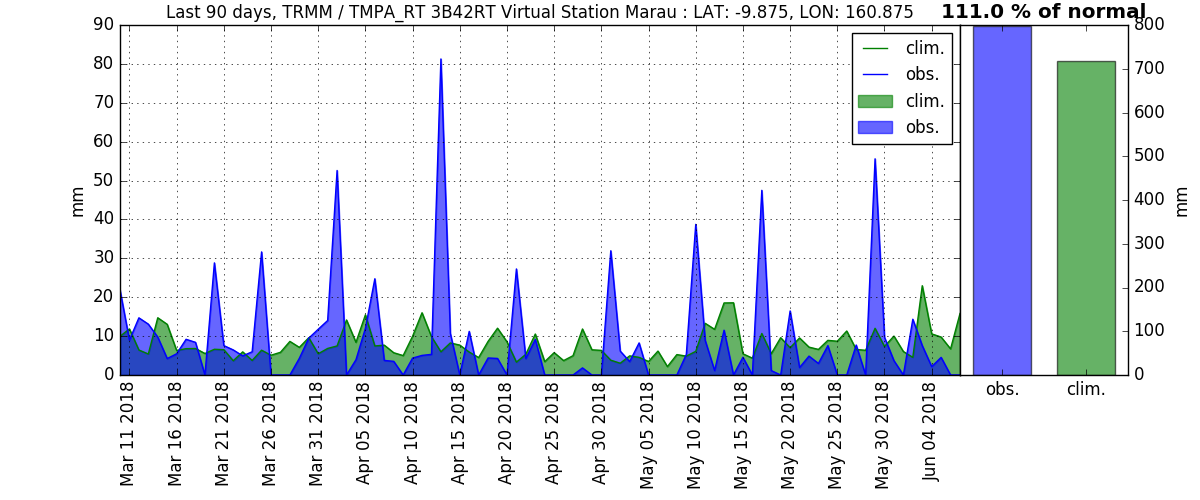 Last 90 days, TRMM / TMPA_RT 3B42RT Virtual Station Marau : LAT: -9.875, LON: 160.875
111.0 % of normal
90
80
70
60
50
40
30
20
10
0
mm
clim.
obs.
clim.
obs.
800
700
600
500
400
300
200
100
0
mm
obs.
clim.
Mar 11 2018
Mar 16 2018
Mar 21 2018
Mar 26 2018
Mar 31 2018
Apr 05 2018
Apr 10 2018
Apr 15 2018
Apr 20 2018
Apr 25 2018
Apr 30 2018
May 05 2018
May 10 2018
May 15 2018
May 20 2018
May 25 2018
May 30 2018
Jun 04 2018